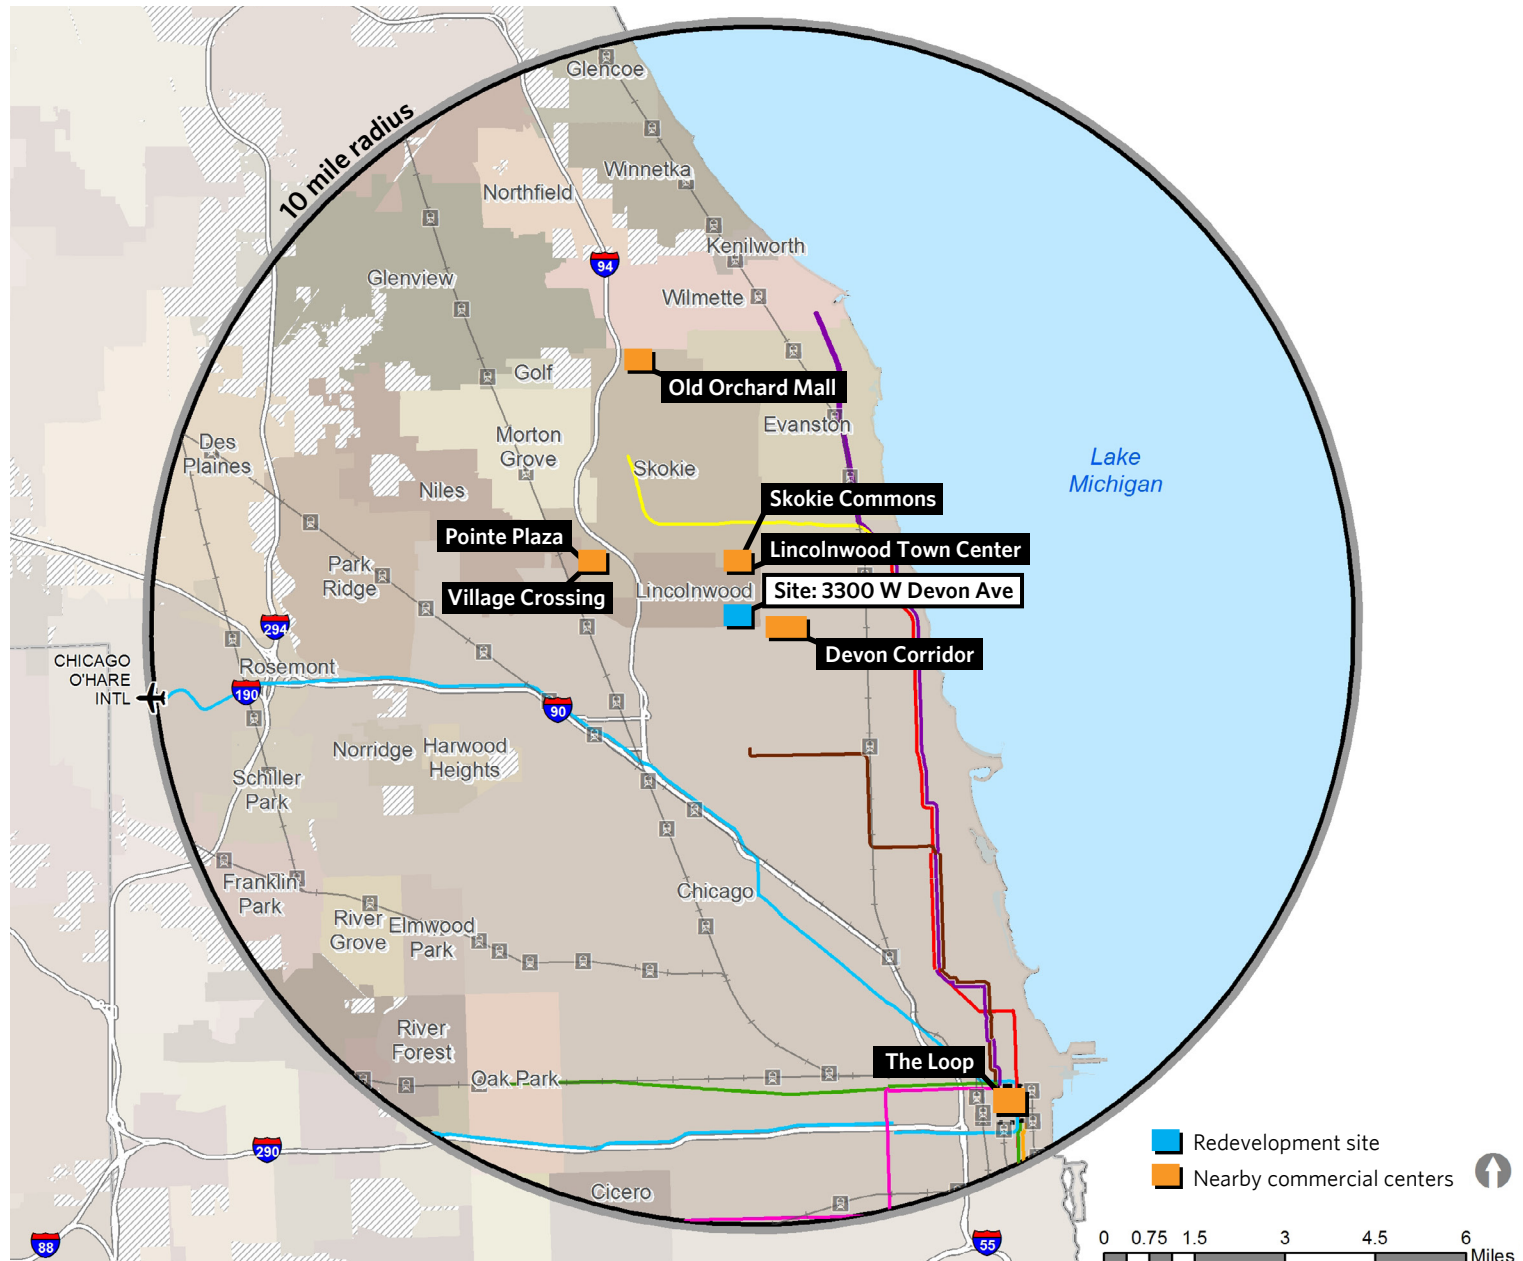 Glencoe
10 mile radius
Winnetka
Northfield
Kenilworth
94
Glenview
Wilmette
Golf
Old Orchard Mall
Evanston
Morton
Grove
Des
Plaines
Skokie
Lake
Michigan
Niles
Skokie Commons
Pointe Plaza
Lincolnwood Town Center
Park
Ridge
Lincolnwood
Site: 3300 W Devon Ave
Village Crossing
294
Devon Corridor
CHICAGO
O'HARE
INTL
Rosemont
190
90
Norridge
Harwood
Heights
Schiller
Park
Chicago
Franklin
Park
River
Grove
Elmwood
Park
River
Forest
The Loop
Oak Park
290
Cicero
Redevelopment site
Nearby commercial centers
88
55
0 0.75 1.5 3 4.5 6
Miles